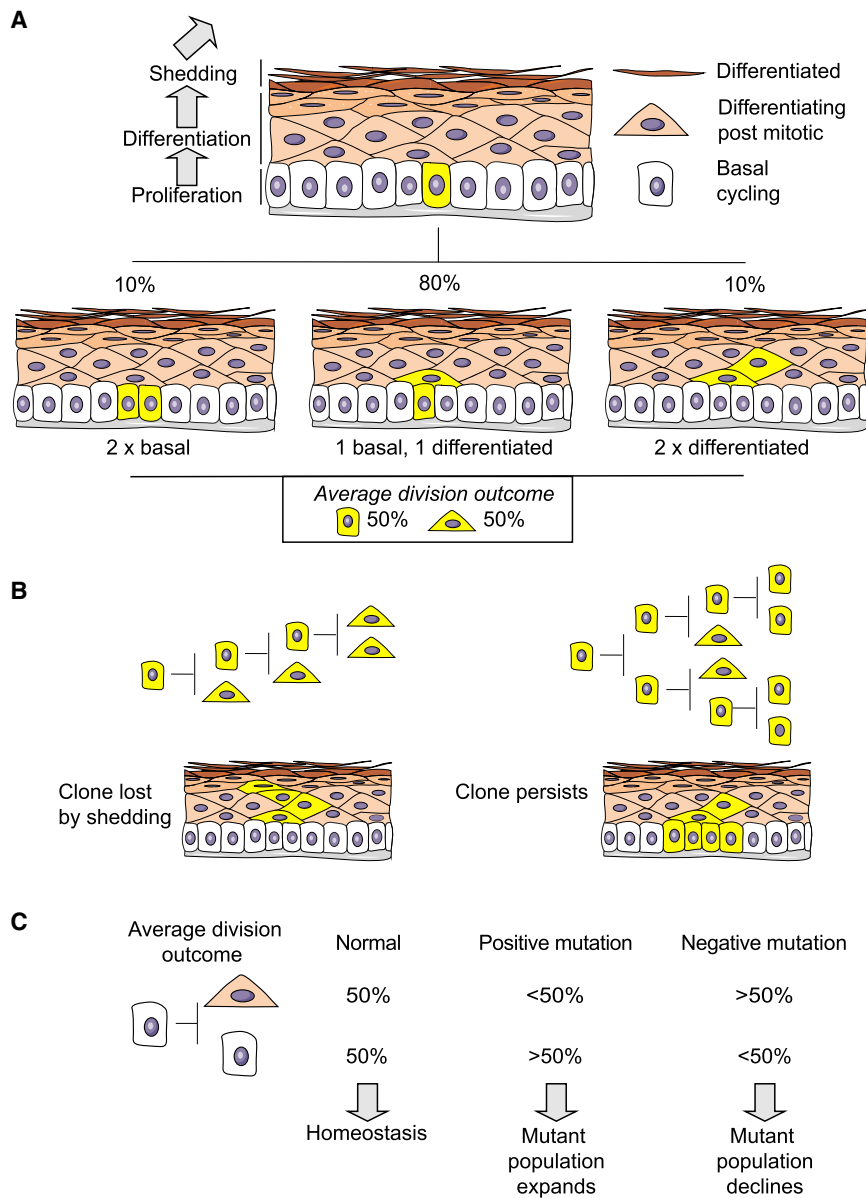 A
Shedding
Differentiation
Proliferation
Differentiated
Differentiating
post mitotic
Basal
cycling
10%
80%
10%
2 x basal
1 basal, 1 differentiated
2 x differentiated
Average division outcome
50%
50%
B
Clone lost
by shedding
Clone persists
C
Average division
outcome
Normal
Positive mutation
Negative mutation
50%
<50%
>50%
50%
>50%
<50%
Homeostasis
Mutant
population
expands
Mutant
population
declines